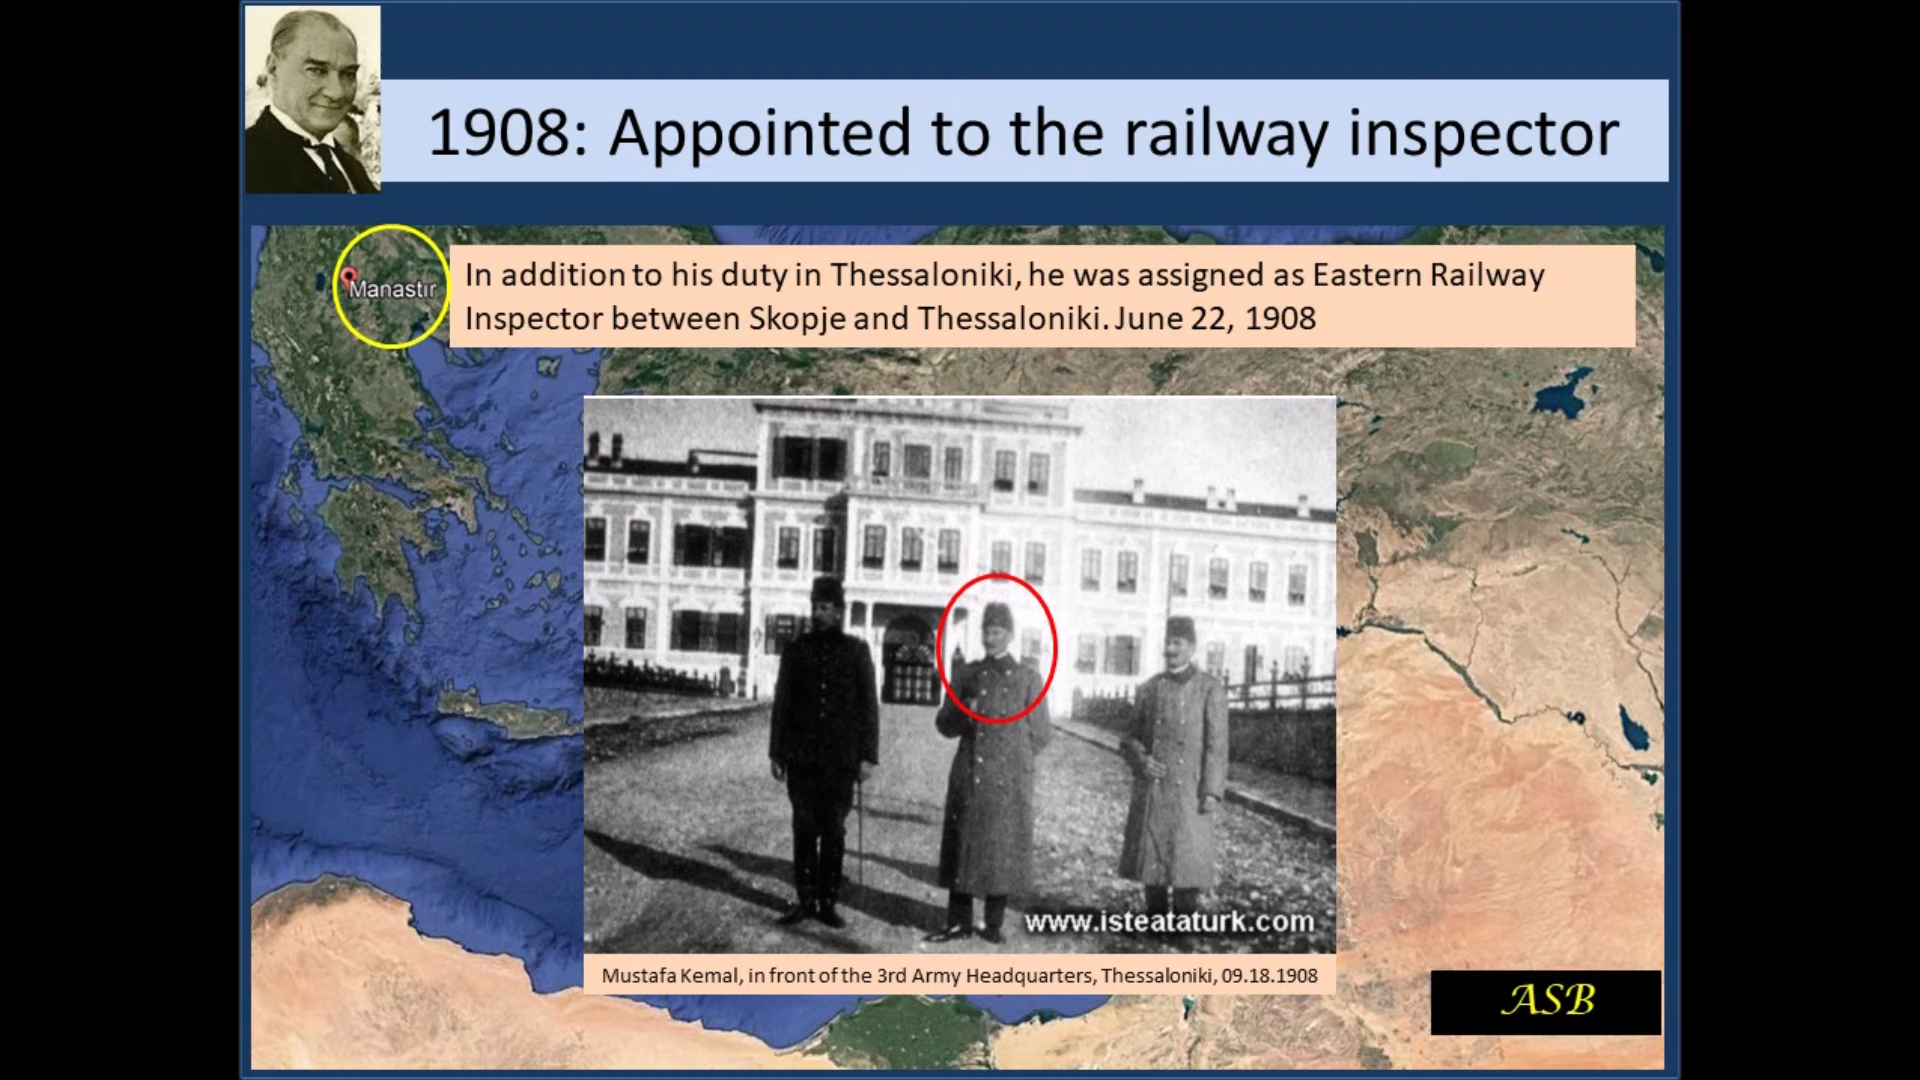 1908: Appointed to the railway inspector
Manastır
In addition to his duty in Thessaloniki, he was assigned as Eastern Railway
Inspector between Skopje and Thessaloniki. June 22, 1908
www.isteataturk.com
Mustafa Kemal, in front of the 3rd Army Headquarters, Thessaloniki, 09.18.1908
ASB